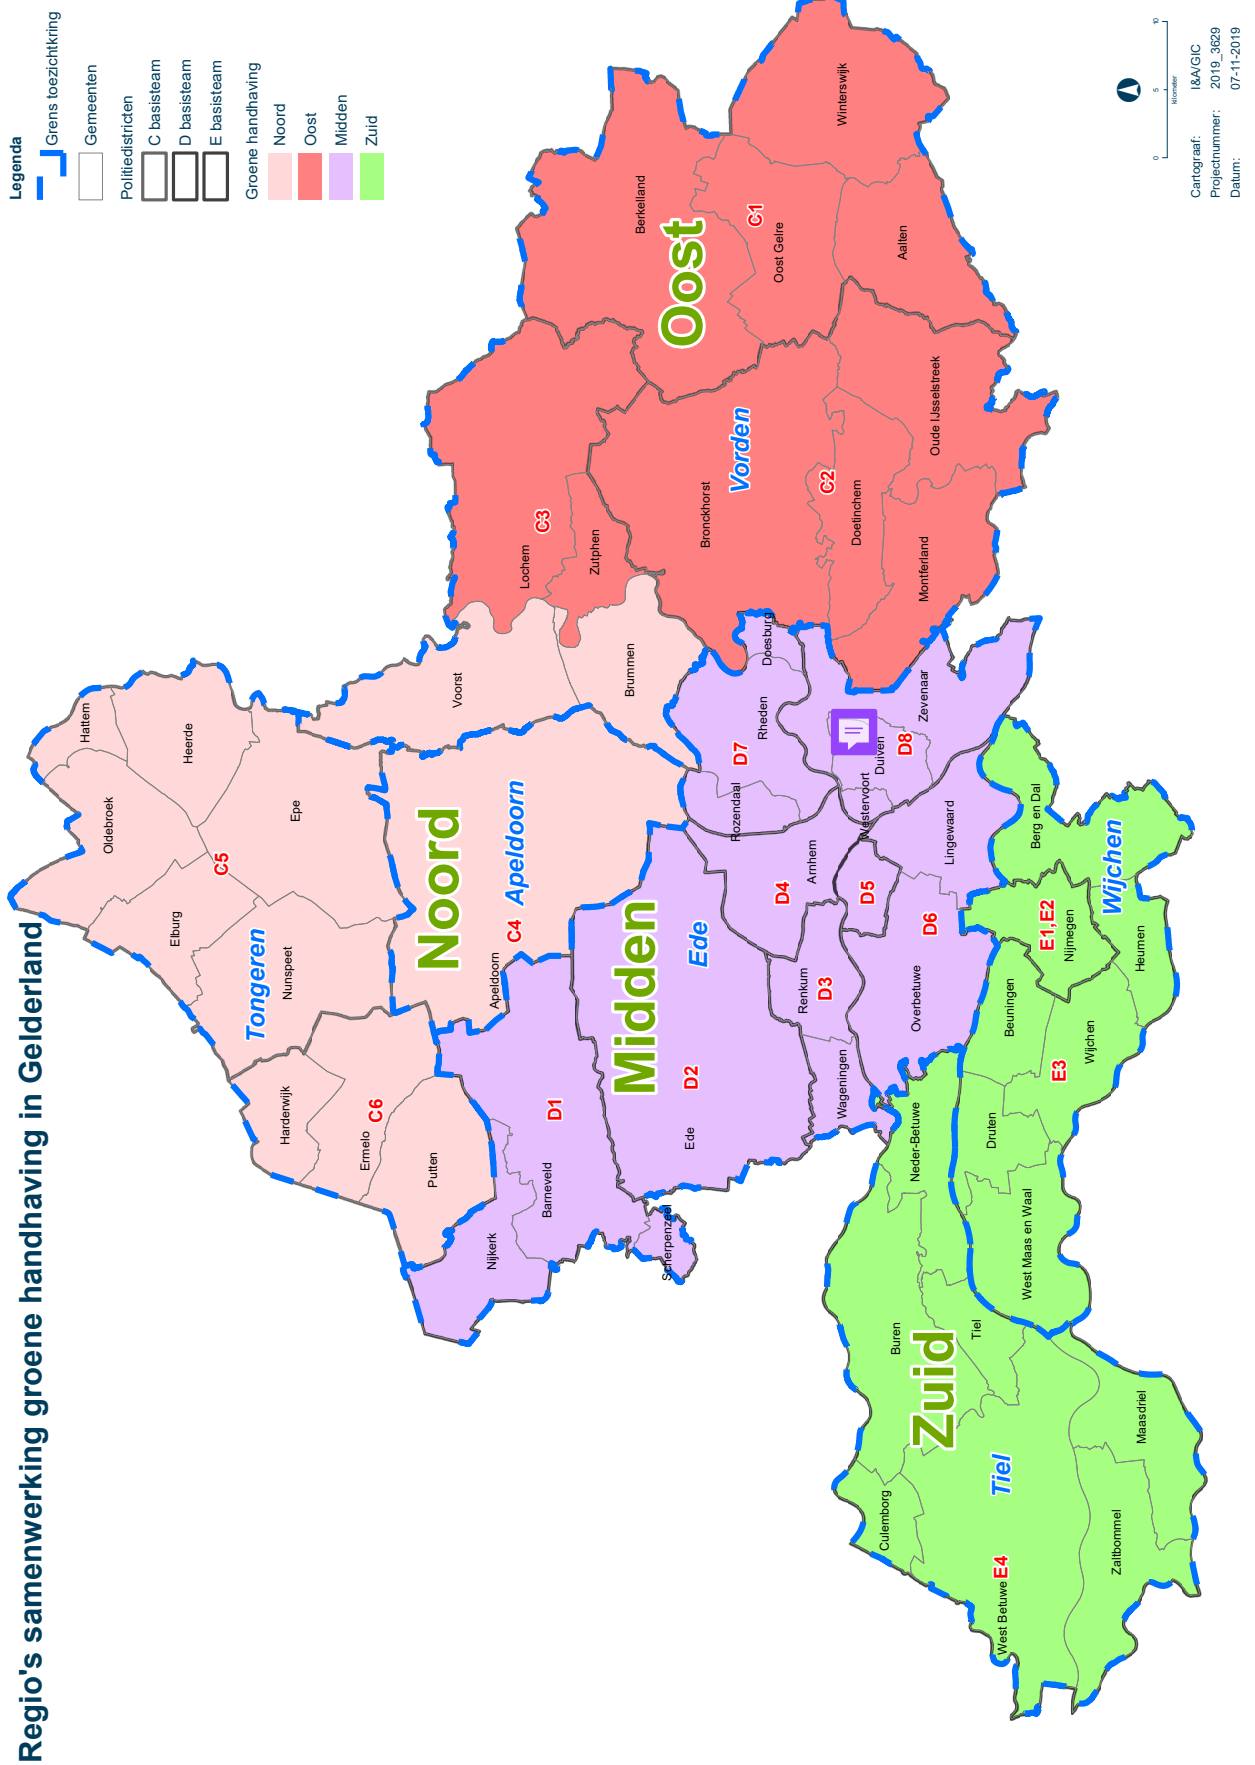 Regio's samenwerking groene handhaving in Gelderland
Legenda
Grens toezichtkring
Gemeenten
Politiedistricten
C basisteam
D basisteam
E basisteam
Groene handhaving
Noord
Oost
Midden
Zuid
Oldebroek
Hattem
Heerde
Elburg
C5
Epe
Nunspeet
Tongeren
Harderwijk
Ermelo
C6
Putten
Noord
Apeldoorn
C4
Apeldoorn
Voorst
Brummen
Nijkerk
Barneveld
D1
Scherpenzeel
Midden
Ede
D2
Ede
Wageningen
Renkum
D3
Arnhem
D4
D5
Rozendaal
Rheden
D7
Doesburg
Westervoort
Duiven
D8
Zevenaar
Lingewaard
D6
Overbetuwe
Lochem
C3
Zutphen
Bronckhorst
Vorden
C2
Doetinchem
Montferland
Oude IJsselstreek
Berkelland
Oost
C1
Oost Gelre
Winterswijk
Aalten
Neder-Betuwe
Buren
Tiel
Zuid
Culemborg
Tiel
West Betuwe
E4
Zaltbommel
Maasdriel
West Maas en Waal
Druten
Beuningen
Wijchen
E3
Nijmegen
E1,E2
Heumen
Berg en Dal
Wijchen
0
5
10
kilometer
Cartograaf: I&A/GIC
Projectnummer: 2019_3629
Datum: 07-11-2019